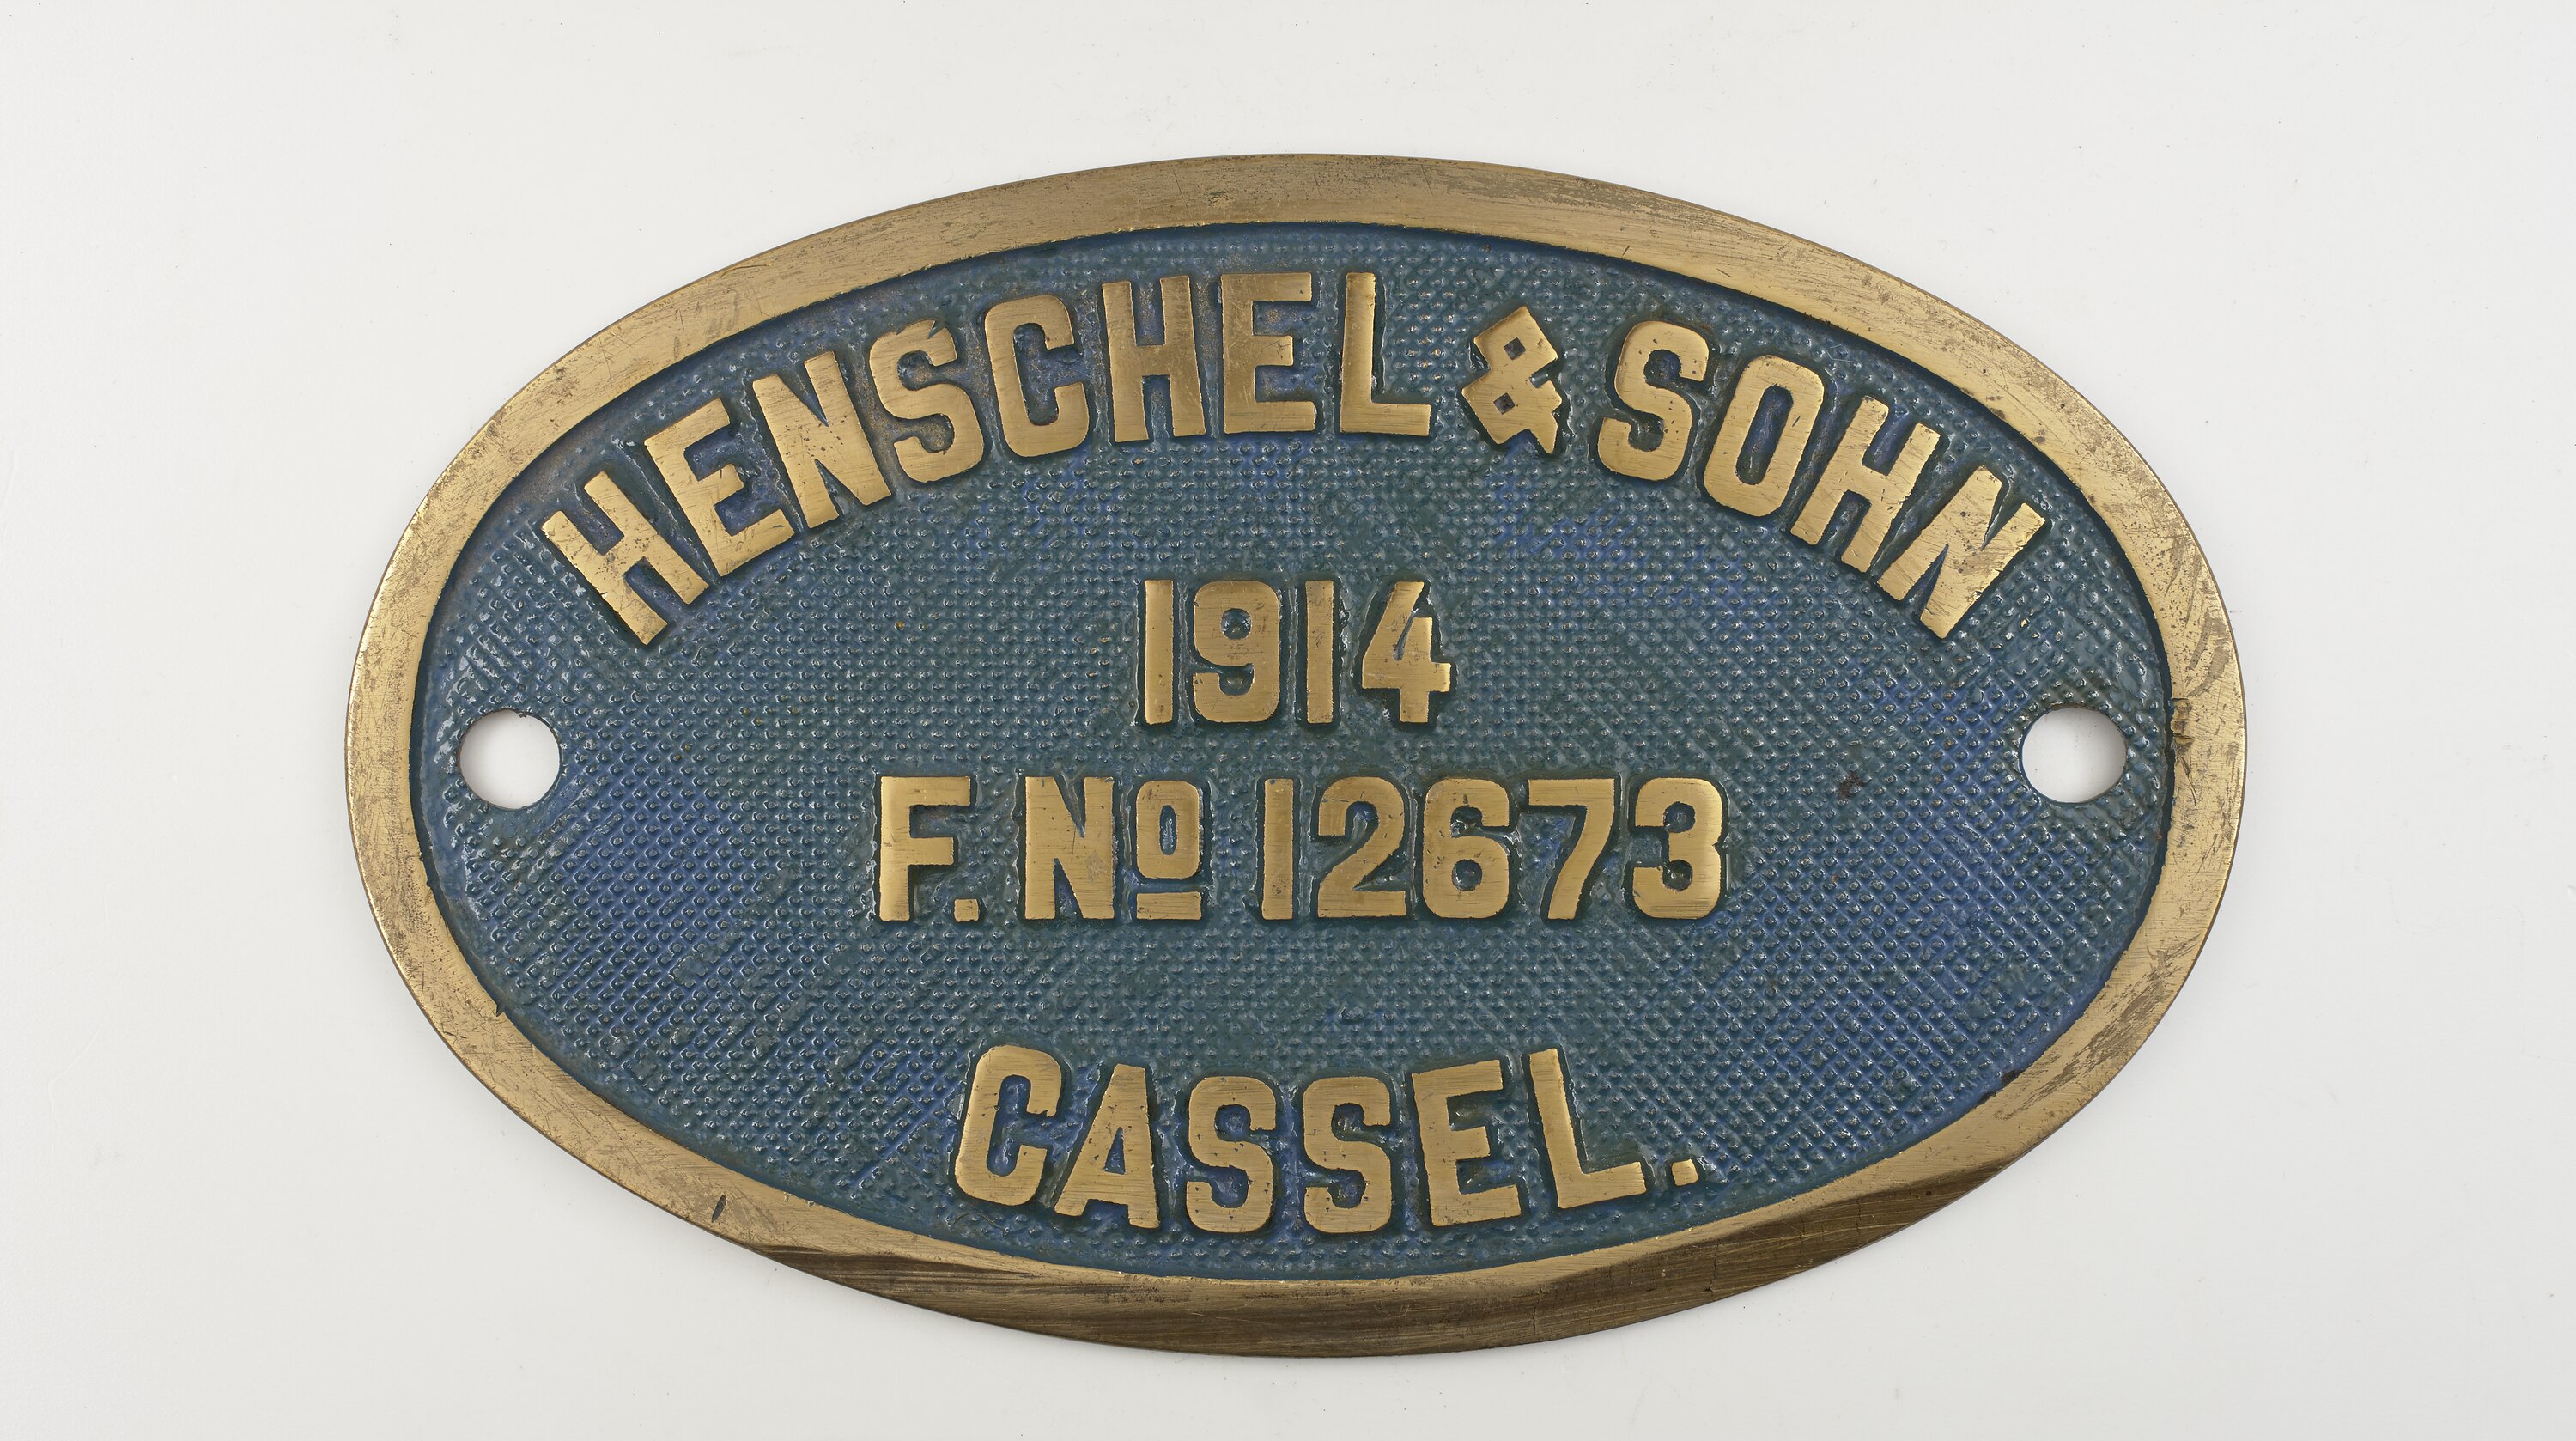 HENSCHEL & SOHN
1914
F. Nº 12673
CASSEL.